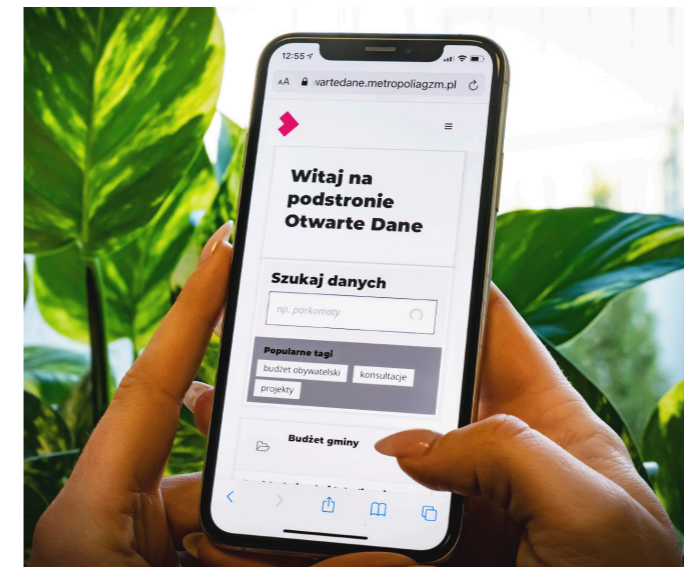 12:55
AA vartedane.metropoliagzm.pl
Witaj na
podstronie
Otwarte Dane
Szukaj danych
np. parkomaty
Popularne tagi
budżet obywatelski konsultacje
projekty
Budżet gminy